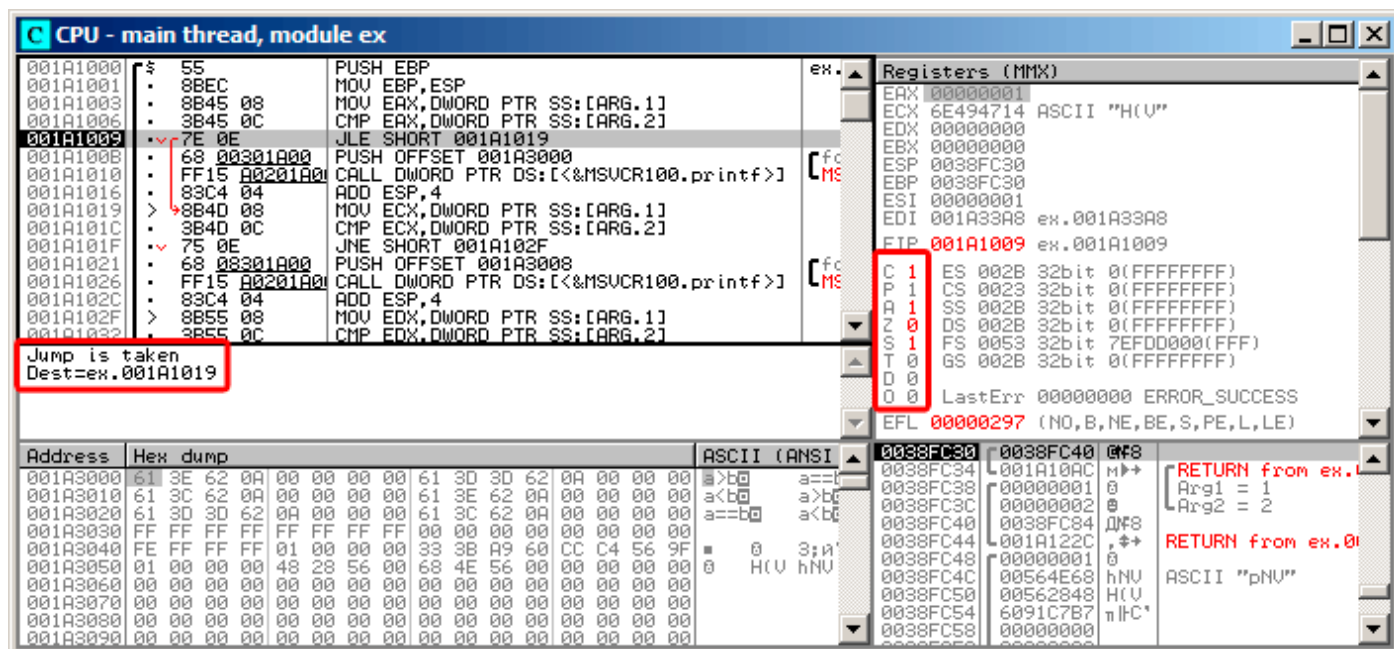 C CPU - main thread, module ex
001A1000 $ 55 PUSH EBP ex.
001A1001 . 8BEC MOV EBP,ESP
001A1003 . 8B45 08 MOV EAX,DWORD PTR SS:[ARG.1]
001A1006 . 3B45 0C CMP EAX,DWORD PTR SS:[ARG.2]
001A1009 . 7E 0E JLE SHORT 001A1019
001A100B . 68 00301A00 PUSH OFFSET 001A3000
001A1010 . FF15 A0201A0 CALL DWORD PTR DS:[<&MSVCR100.printf>]
001A1016 . 83C4 04 ADD ESP,4
001A1019 > 8B4D 08 MOV ECX,DWORD PTR SS:[ARG.1]
001A101C . 3B4D 0C CMP ECX,DWORD PTR SS:[ARG.2]
001A101F . 75 0E JNE SHORT 001A102F
001A1021 . 68 08301A00 PUSH OFFSET 001A3008
001A1026 . FF15 A0201A0 CALL DWORD PTR DS:[<&MSVCR100.printf>]
001A102C . 83C4 04 ADD ESP,4
001A102F > 8B55 08 MOV EDX,DWORD PTR SS:[ARG.1]
001A1032 . 3B55 0C CMP EDX,DWORD PTR SS:[ARG.2]
Jump is taken
Dest=ex.001A1019
Registers (MMX)
EAX 00000001
ECX 6E494714 ASCII "H(V"
EDX 00000000
EBX 00000000
ESP 0038FC30
EBP 0038FC30
ESI 00000001
EDI 001A33A8 ex.001A33A8
EIP 001A1009 ex.001A1009
C 1 ES 002B 32bit 0(FFFFFFFF)
P 1 CS 0023 32bit 0(FFFFFFFF)
A 1 SS 002B 32bit 0(FFFFFFFF)
Z 0 DS 002B 32bit 0(FFFFFFFF)
S 1 FS 0053 32bit 7EFDD000(FFF)
T 0 GS 002B 32bit 0(FFFFFFFF)
D 0
O 0 LastErr 00000000 ERROR_SUCCESS
EFL 00000297 (NO,B,NE,BE,S,PE,L,LE)
Address Hex dump ASCII (ANSI
001A3000 61 3E 62 0A 00 00 00 00 61 3D 3D 62 0A 00 00 00 a>b a==b
001A3010 61 3C 62 0A 00 00 00 00 61 3E 62 0A 00 00 00 00 a<b a>b
001A3020 61 3D 3D 62 0A 00 00 00 61 3C 62 0A 00 00 00 00 a==b a<b
001A3030 FF FF FF FF FF FF FF FF 00 00 00 00 00 00 00 00
001A3040 FE FF FF FF 01 00 00 00 33 3B A9 60 CC C4 56 9F
001A3050 01 00 00 00 48 28 56 00 68 4E 56 00 00 00 00 00 H(V hNV
001A3060 00 00 00 00 00 00 00 00 00 00 00 00 00 00 00 00
001A3070 00 00 00 00 00 00 00 00 00 00 00 00 00 00 00 00
001A3080 00 00 00 00 00 00 00 00 00 00 00 00 00 00 00 00
001A3090 00 00 00 00 00 00 00 00 00 00 00 00 00 00 00 00
0038FC30 0038FC40
0038FC34 001A10AC RETURN from ex.
0038FC38 00000001 Arg1 = 1
0038FC3C 00000002 Arg2 = 2
0038FC40 0038FC84
0038FC44 001A122C RETURN from ex.0
0038FC48 00000001
0038FC4C 00564E68 hNV ASCII "pNV"
0038FC50 00562848 H(V
0038FC54 6091C7B7
0038FC58 00000000